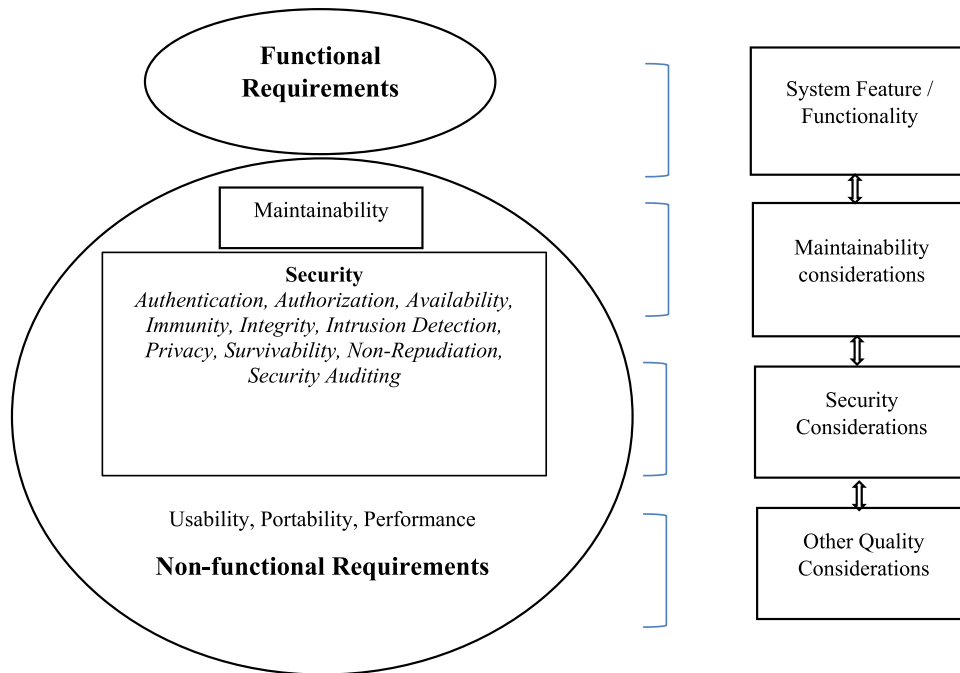 Functional
Requirements
Maintainability
Security
Authentication, Authorization, Availability,
Immunity, Integrity, Intrusion Detection,
Privacy, Survivability, Non-Repudiation,
Security Auditing
Usability, Portability, Performance
Non-functional Requirements
System Feature /
Functionality
Maintainability
considerations
Security
Considerations
Other Quality
Considerations